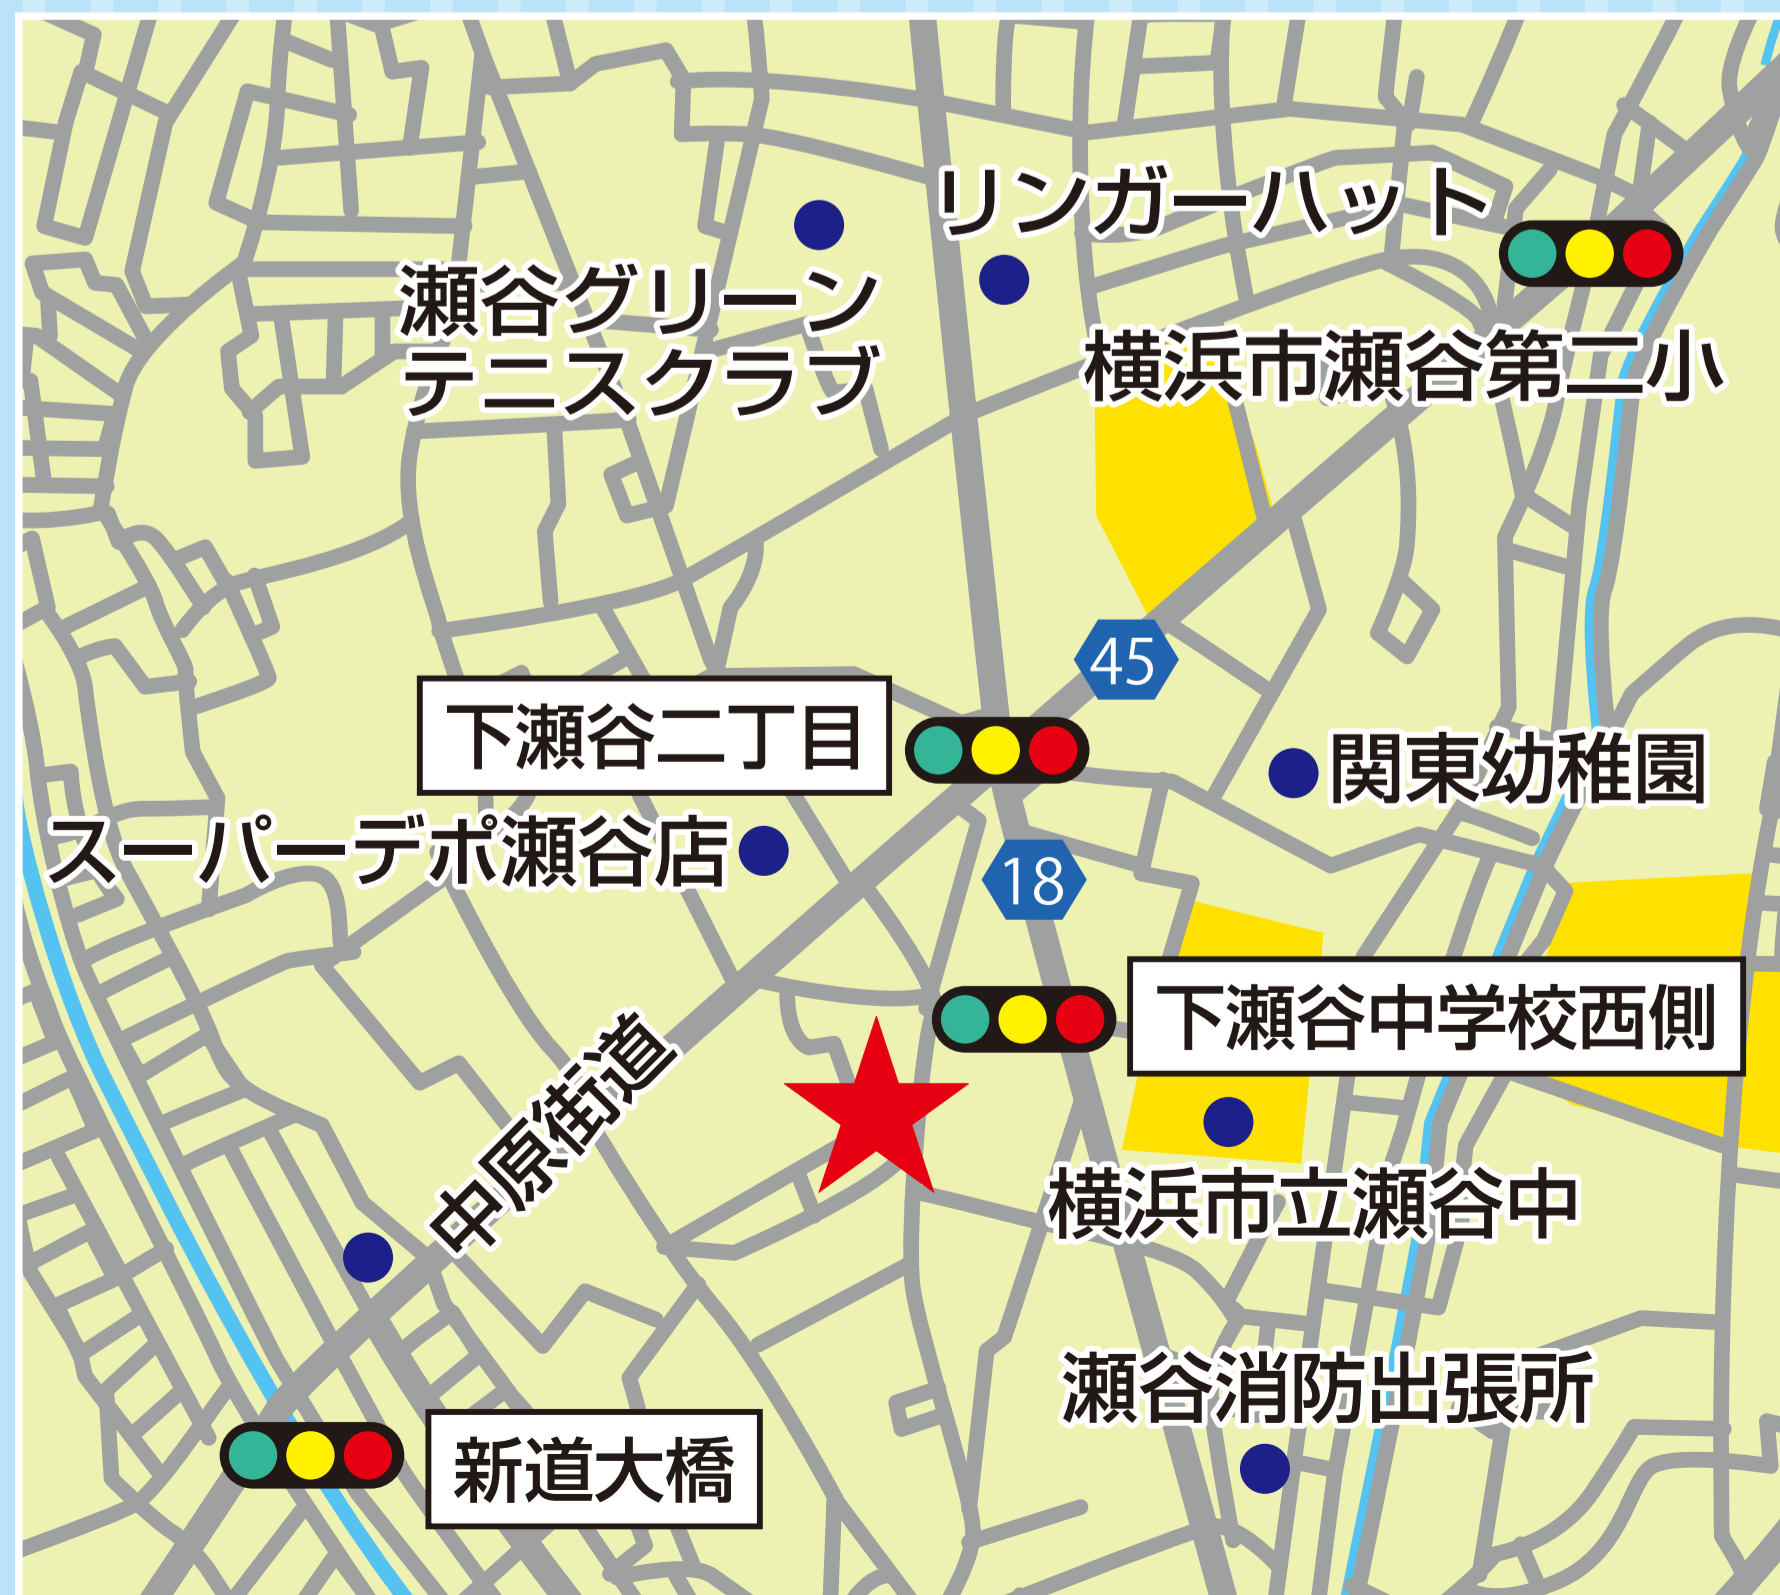 リンガーハット
瀬谷グリーン
テニスクラブ
横浜市瀬谷第二小
45
下瀬谷二丁目
関東幼稚園
スーパーデポ瀬谷店
18
下瀬谷中学校西側
中原街道
横浜市立瀬谷中
瀬谷消防出張所
新道大橋